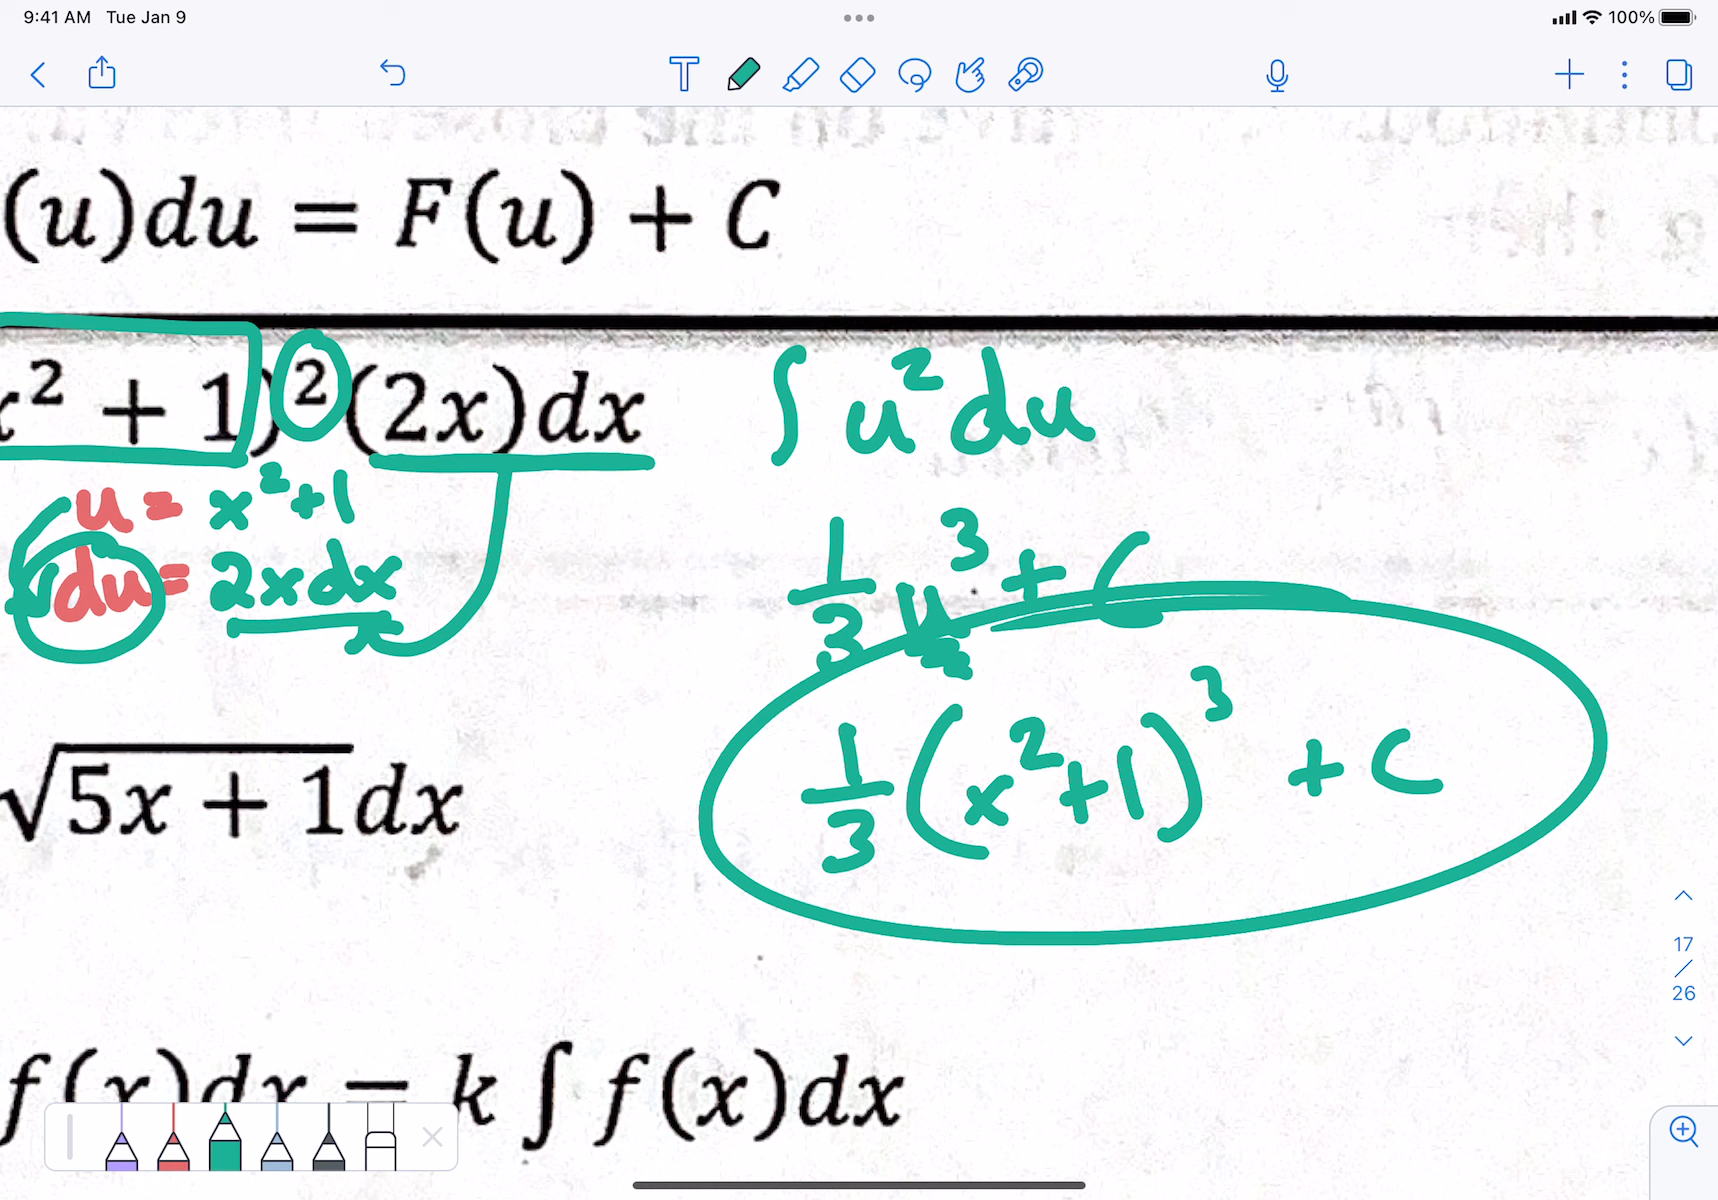 9:41 AM Tue Jan 9
100%
(u)du = F(u) + C
x² + 1)²(2x)dx
∫u²du
u = x²+1
du = 2xdx
1/3 u³ + C
1/3 (x²+1)³ + C
√5x + 1dx
17
/
26
f(x)dx = k∫f(x)dx